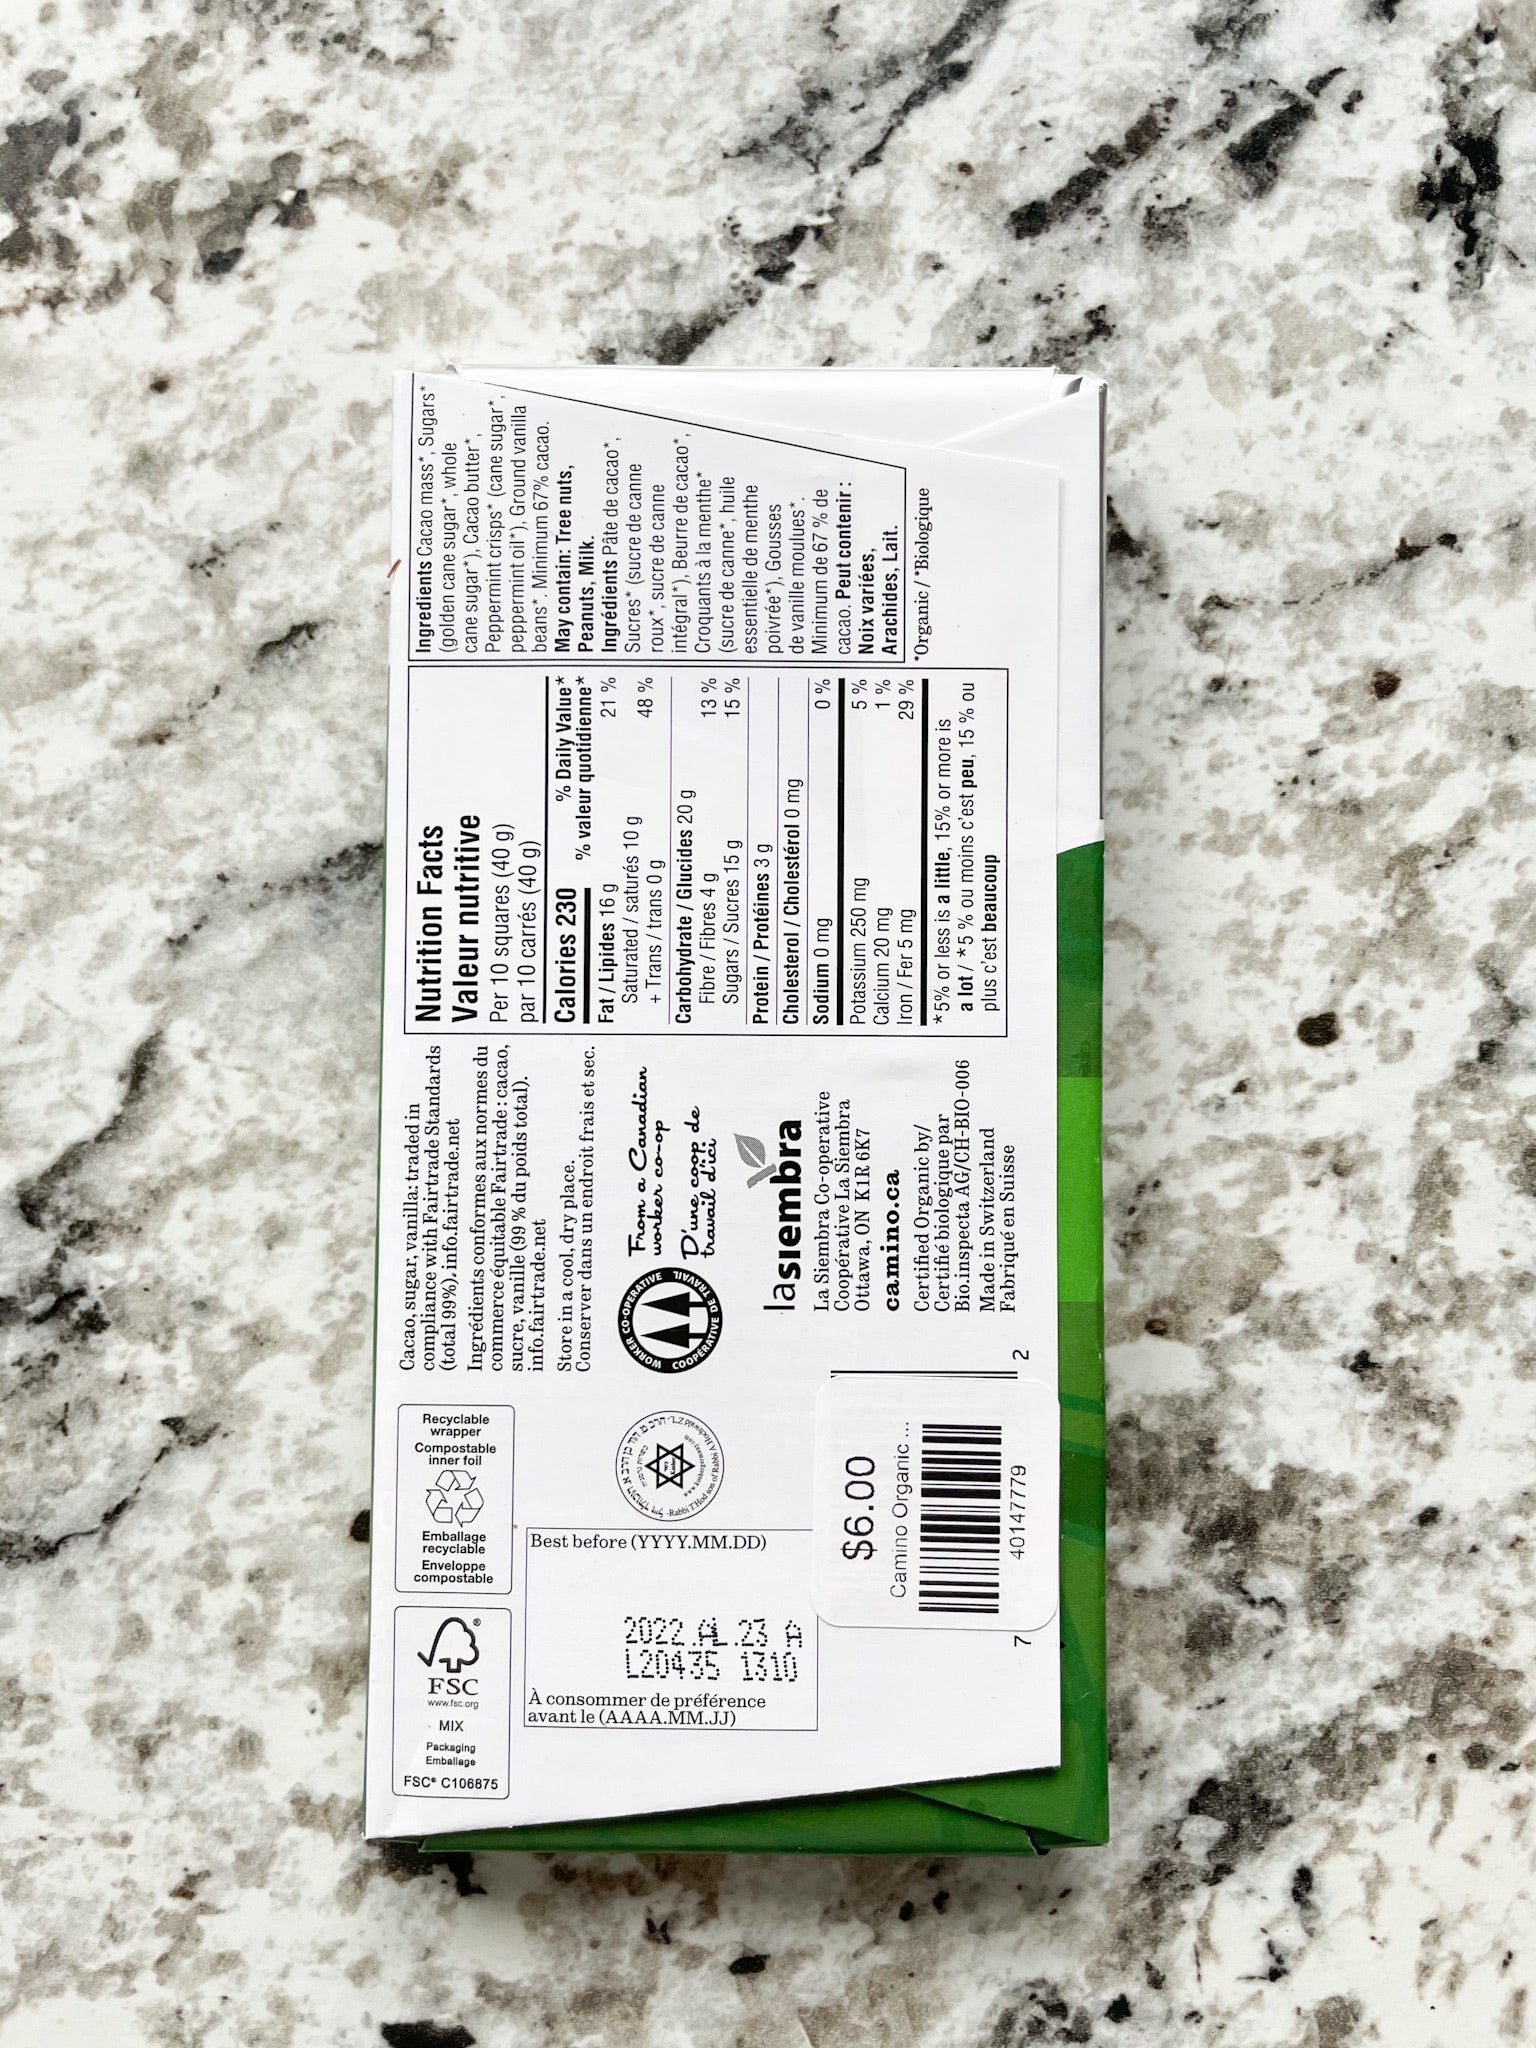 FSC®
www.fsc.org
MIX
Packaging
Emballage
FSC® C106875
Recyclable
wrapper
Compostable
inner foil
Emballage
recyclable
Enveloppe
compostable
Best before (YYYY.MM.DD)
2022
.23
L20435 1310
À consommer de préférence
avant le (AAAA.MM.JJ)
$6.00
Camino Organic ...
40147779
7
2
Cacao, sugar, vanilla: traded in
compliance with Fairtrade Standards
(total 99%). info.fairtrade.net
Ingrédients conformes aux normes du
commerce équitable Fairtrade : cacao,
sucre, vanille (99 % du poids total).
info.fairtrade.net
Store in a cool, dry place.
Conserver dans un endroit frais et sec.
WORKER CO-OPERATIVE
COOPÉRATIVE DE TRAVAIL
From a Canadian
worker co-op
D'une coop de
travail d'ici
lasiembra
La Siembra Co-operative
Coopérative La Siembra
Ottawa, ON K1R 6K7
camino.ca
Certified Organic by/
Certifié biologique par
Bio.inspecta AG/CH-BIO-006
Made in Switzerland
Fabriqué en Suisse
Nutrition Facts
Valeur nutritive
Per 10 squares (40 g)
par 10 carrés (40 g)
Calories 230 % Daily Value*
% valeur quotidienne*
Fat / Lipides 16 g 21 %
Saturated / saturés 10 g
+ Trans / trans 0 g 48 %
Carbohydrate / Glucides 20 g
Fibre / Fibres 4 g 13 %
Sugars / Sucres 15 g 15 %
Protein / Protéines 3 g
Cholesterol / Cholestérol 0 mg
Sodium 0 mg 0 %
Potassium 250 mg 5 %
Calcium 20 mg 1 %
Iron / Fer 5 mg 29 %
*5% or less is a little, 15% or more is
a lot / *5 % ou moins c'est peu, 15 % ou
plus c'est beaucoup
Ingredients Cacao mass*, Sugars*
(golden cane sugar*, whole
cane sugar*), Cacao butter*,
Peppermint crisps* (cane sugar*,
peppermint oil*), Ground vanilla
beans*. Minimum 67% cacao.
May contain: Tree nuts,
Peanuts, Milk.
Ingrédients Pâte de cacao*,
Sucres* (sucre de canne
roux*, sucre de canne
intégral*), Beurre de cacao*,
Croquants à la menthe*
(sucre de canne*, huile
essentielle de menthe
poivrée*), Gousses
de vanille moulues*.
Minimum de 67 % de
cacao. Peut contenir :
Noix variées,
Arachides, Lait.
*Organic / *Biologique